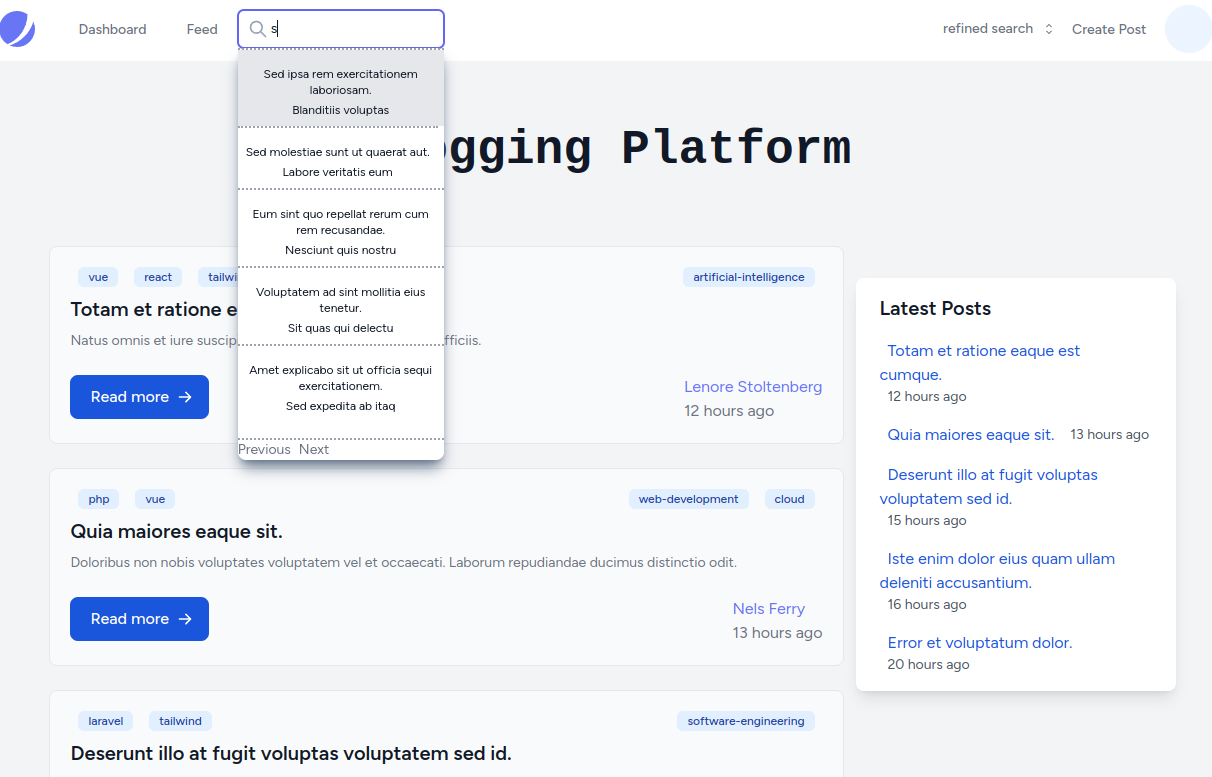 Dashboard
Feed
s
refined search
Create Post
Sed ipsa rem exercitationem
laboriosam.
Blanditiis voluptas
Sed molestiae sunt ut quaerat aut.
Labore veritatis eum
Eum sint quo repellat rerum cum
rem recusandae.
Nesciunt quis nostru
Voluptatem ad sint mollitia eius
tenetur.
Sit quas qui delectu
Amet explicabo sit ut officia sequi
exercitationem.
Sed expedita ab itaq
Previous Next
gging Platform
vue react tailwi
artificial-intelligence
Totam et ratione e
Natus omnis et iure suscip
fficiis.
Read more
Lenore Stoltenberg
12 hours ago
php vue
web-development cloud
Quia maiores eaque sit.
Doloribus non nobis voluptates voluptatem vel et occaecati. Laborum repudiandae ducimus distinctio odit.
Read more
Nels Ferry
13 hours ago
laravel tailwind
software-engineering
Deserunt illo at fugit voluptas voluptatem sed id.
Latest Posts
Totam et ratione eaque est
cumque.
12 hours ago
Quia maiores eaque sit. 13 hours ago
Deserunt illo at fugit voluptas
voluptatem sed id.
15 hours ago
Iste enim dolor eius quam ullam
deleniti accusantium.
16 hours ago
Error et voluptatum dolor.
20 hours ago